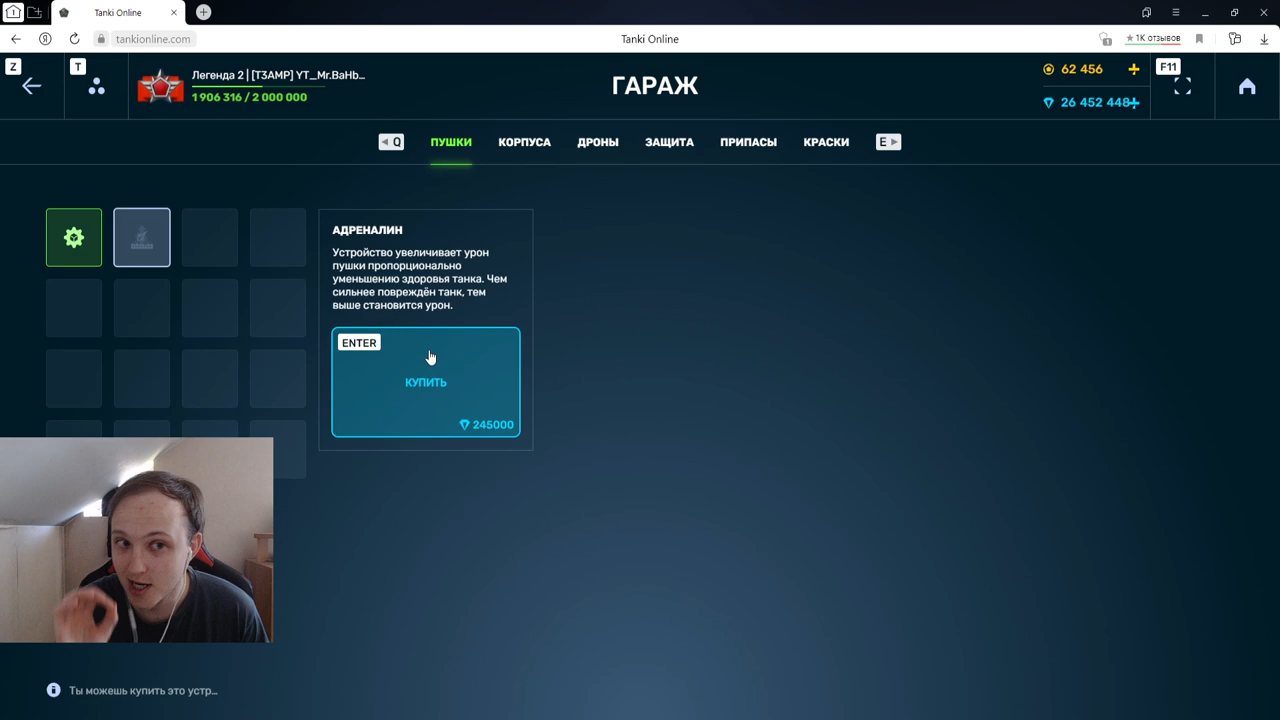 Tanki Online
tankionline.com
Tanki Online
★ 1K отзывов
Z
T
Легенда 2 | [T3AMP] YT_Mr.BaHb...
1 906 316 / 2 000 000
ГАРАЖ
62 456
26 452 448
F11
Q
ПУШКИ
КОРПУСА
ДРОНЫ
ЗАЩИТА
ПРИПАСЫ
КРАСКИ
E
АДРЕНАЛИН
Устройство увеличивает урон
пушки пропорционально
уменьшению здоровья танка. Чем
сильнее повреждён танк, тем
выше становится урон.
ENTER
КУПИТЬ
245000
Ты можешь купить это устр...